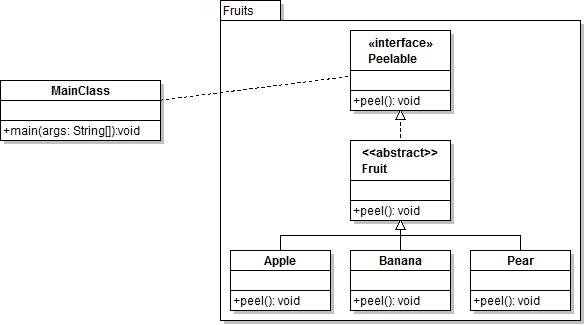 Fruits
«interface»
Peelable
+peel(): void
MainClass
+main(args: String[]):void
<<abstract>>
Fruit
+peel(): void
Apple
+peel(): void
Banana
+peel(): void
Pear
+peel(): void